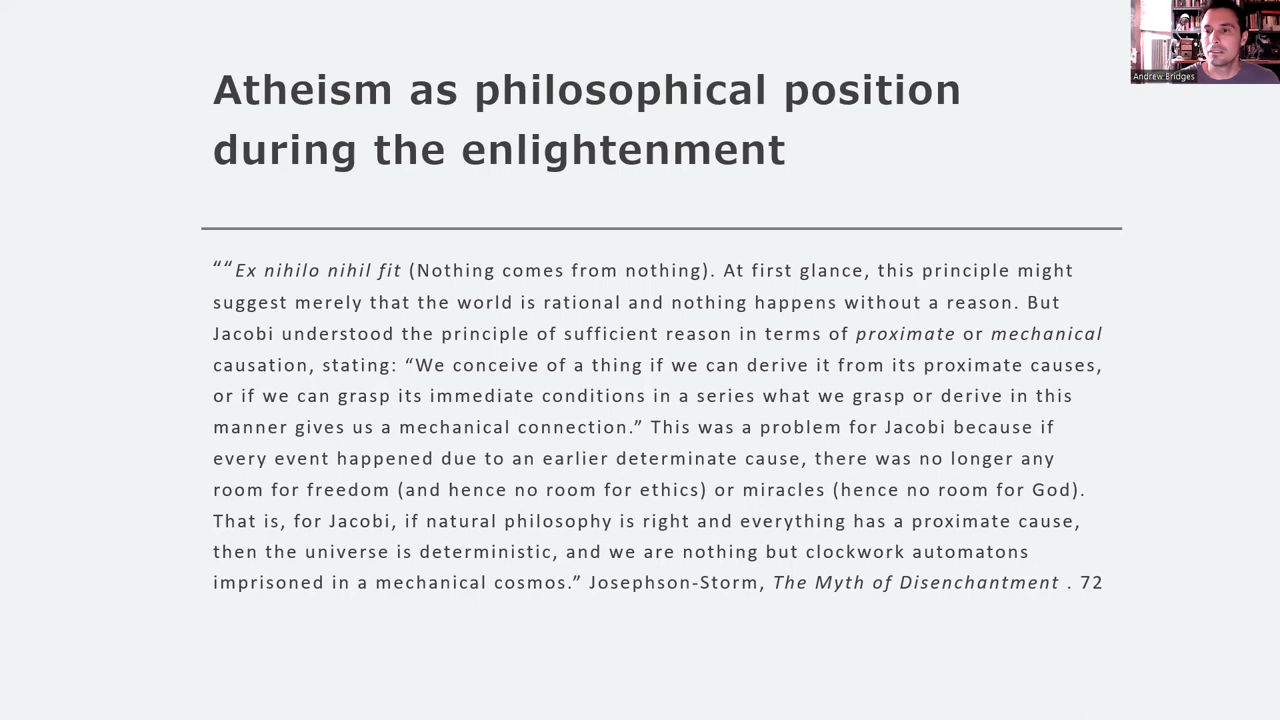 Andrew Bridges
Atheism as philosophical position
during the enlightenment
““Ex nihilo nihil fit (Nothing comes from nothing). At first glance, this principle might
suggest merely that the world is rational and nothing happens without a reason. But
Jacobi understood the principle of sufficient reason in terms of proximate or mechanical
causation, stating: “We conceive of a thing if we can derive it from its proximate causes,
or if we can grasp its immediate conditions in a series what we grasp or derive in this
manner gives us a mechanical connection.” This was a problem for Jacobi because if
every event happened due to an earlier determinate cause, there was no longer any
room for freedom (and hence no room for ethics) or miracles (hence no room for God).
That is, for Jacobi, if natural philosophy is right and everything has a proximate cause,
then the universe is deterministic, and we are nothing but clockwork automatons
imprisoned in a mechanical cosmos.” Josephson-Storm, The Myth of Disenchantment . 72